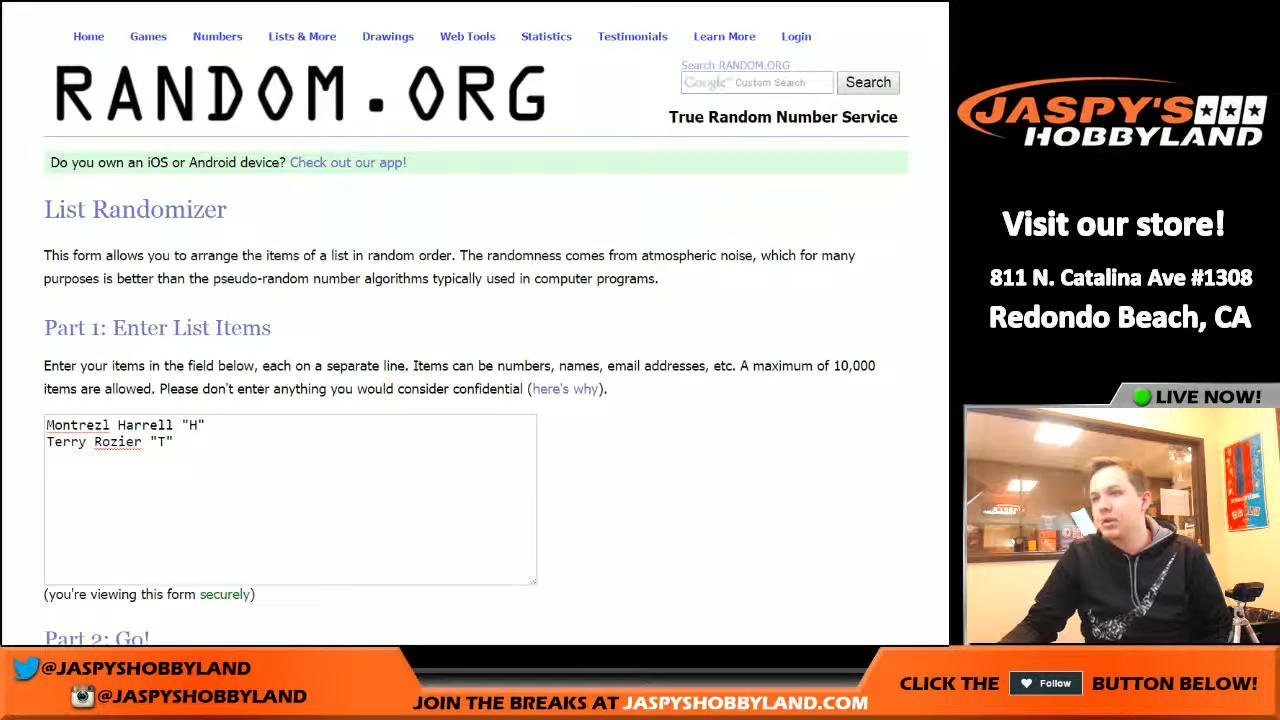 Home Games Numbers Lists & More Drawings Web Tools Statistics Testimonials Learn More Login
RANDOM.ORG
Search RANDOM.ORG
Google Custom Search
Search
True Random Number Service
Do you own an iOS or Android device? Check out our app!
List Randomizer
This form allows you to arrange the items of a list in random order. The randomness comes from atmospheric noise, which for many
purposes is better than the pseudo-random number algorithms typically used in computer programs.
Part 1: Enter List Items
Enter your items in the field below, each on a separate line. Items can be numbers, names, email addresses, etc. A maximum of 10,000
items are allowed. Please don't enter anything you would consider confidential (here's why).
Montrezl Harrell "H"
Terry Rozier "T"
(you're viewing this form securely)
Part 2: Go!
JASPY'S
HOBBYLAND
Visit our store!
811 N. Catalina Ave #1308
Redondo Beach, CA
LIVE NOW!
@JASPYSHOBBYLAND
@JASPYSHOBBYLAND
JOIN THE BREAKS AT JASPYSHOBBYLAND.COM
CLICK THE Follow BUTTON BELOW!